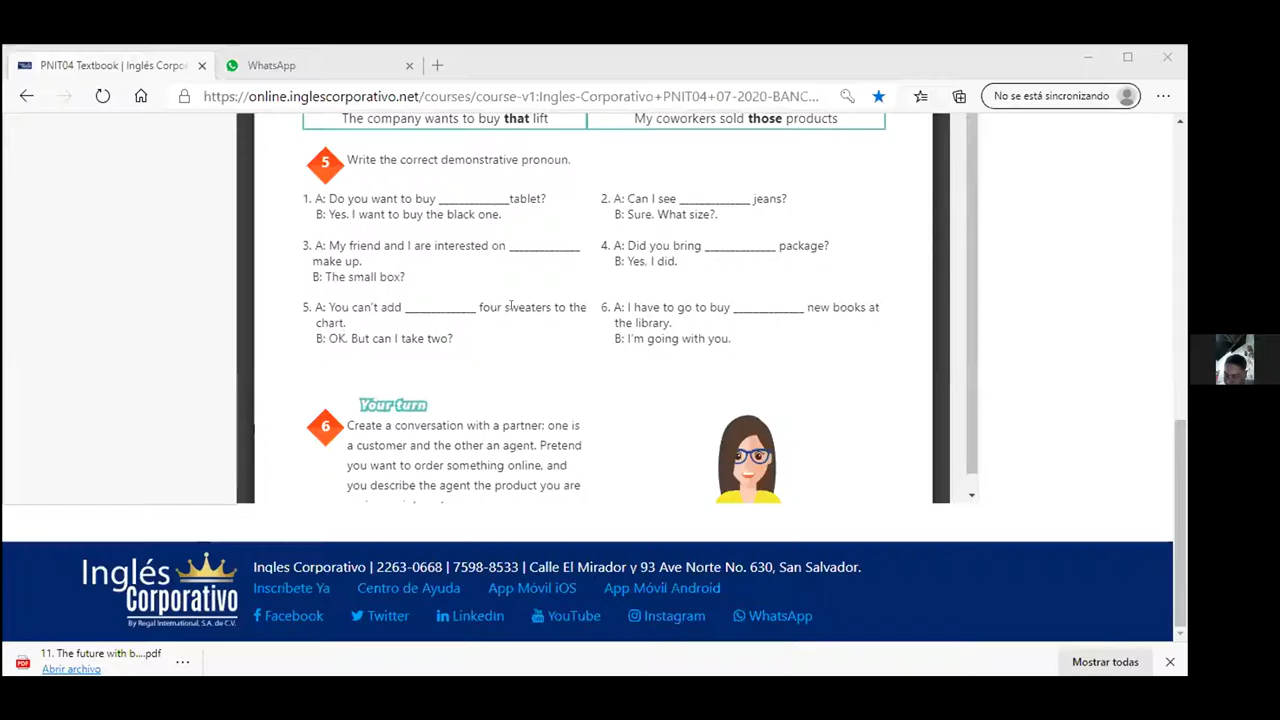 PNIT04 Textbook | Inglés Corpor
WhatsApp
https://online.inglescorporativo.net/courses/course-v1:Ingles-Corporativo+PNIT04+07-2020-BANC...
No se está sincronizando
The company wants to buy that lift
My coworkers sold those products
5 Write the correct demonstrative pronoun.
1. A: Do you want to buy _____________tablet?
B: Yes. I want to buy the black one.
2. A: Can I see _____________ jeans?
B: Sure. What size?.
3. A: My friend and I are interested on _____________
make up.
B: The small box?
4. A: Did you bring _____________ package?
B: Yes. I did.
5. A: You can't add _____________ four sweaters to the
chart.
B: OK. But can I take two?
6. A: I have to go to buy _____________ new books at
the library.
B: I'm going with you.
Your turn
6 Create a conversation with a partner: one is
a customer and the other an agent. Pretend
you want to order something online, and
you describe the agent the product you are
Inglés Corporativo
By Regal International, S.A. de C.V.
Ingles Corporativo | 2263-0668 | 7598-8533 | Calle El Mirador y 93 Ave Norte No. 630, San Salvador.
Inscríbete Ya Centro de Ayuda App Móvil iOS App Móvil Android
Facebook Twitter LinkedIn YouTube Instagram WhatsApp
11. The future with b....pdf
Abrir archivo
Mostrar todas